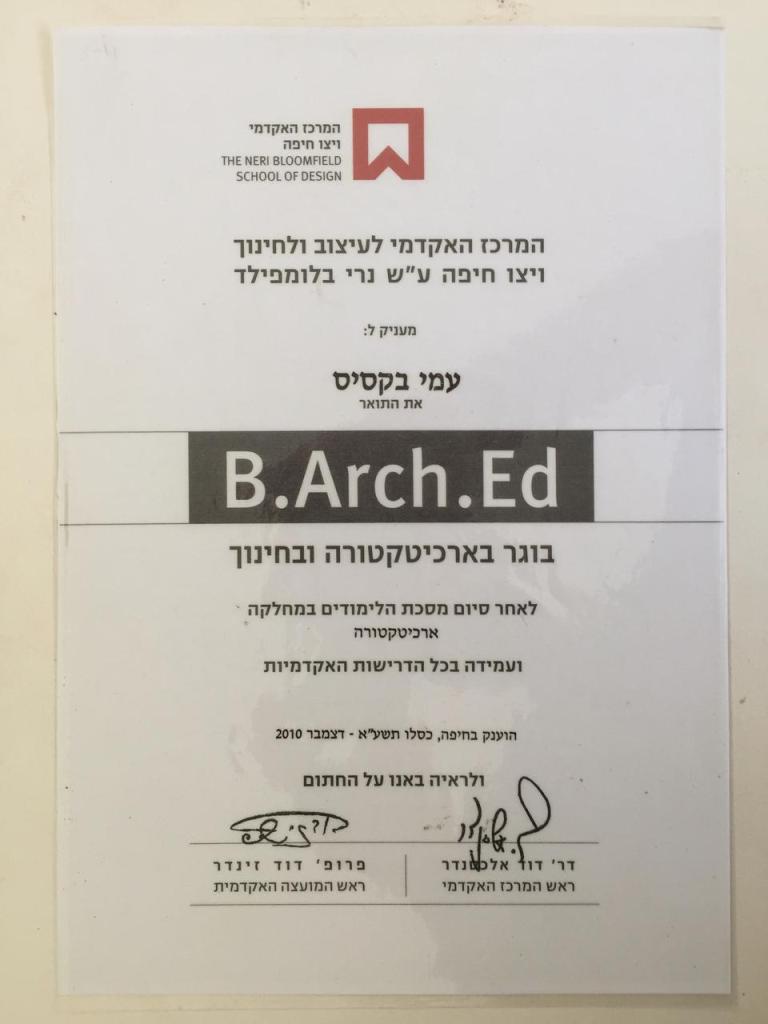 המרכז האקדמי
ויצו חיפה
THE NERI BLOOMFIELD
SCHOOL OF DESIGN
המרכז האקדמי לעיצוב ולחינוך
ויצו חיפה ע"ש נרי בלומפילד
מעניק ל:
עמי בקסיס
את התואר
B.Arch.Ed
בוגר בארכיטקטורה ובחינוך
לאחר סיום מסכת הלימודים במחלקה
ארכיטקטורה
ועמידה בכל הדרישות האקדמיות
הוענק בחיפה, כסלו תשע"א - דצמבר 2010
ולראיה באנו על החתום
דר' דוד אלכסנדר
ראש המרכז האקדמי
פרופ' דוד זינדר
ראש המועצה האקדמית